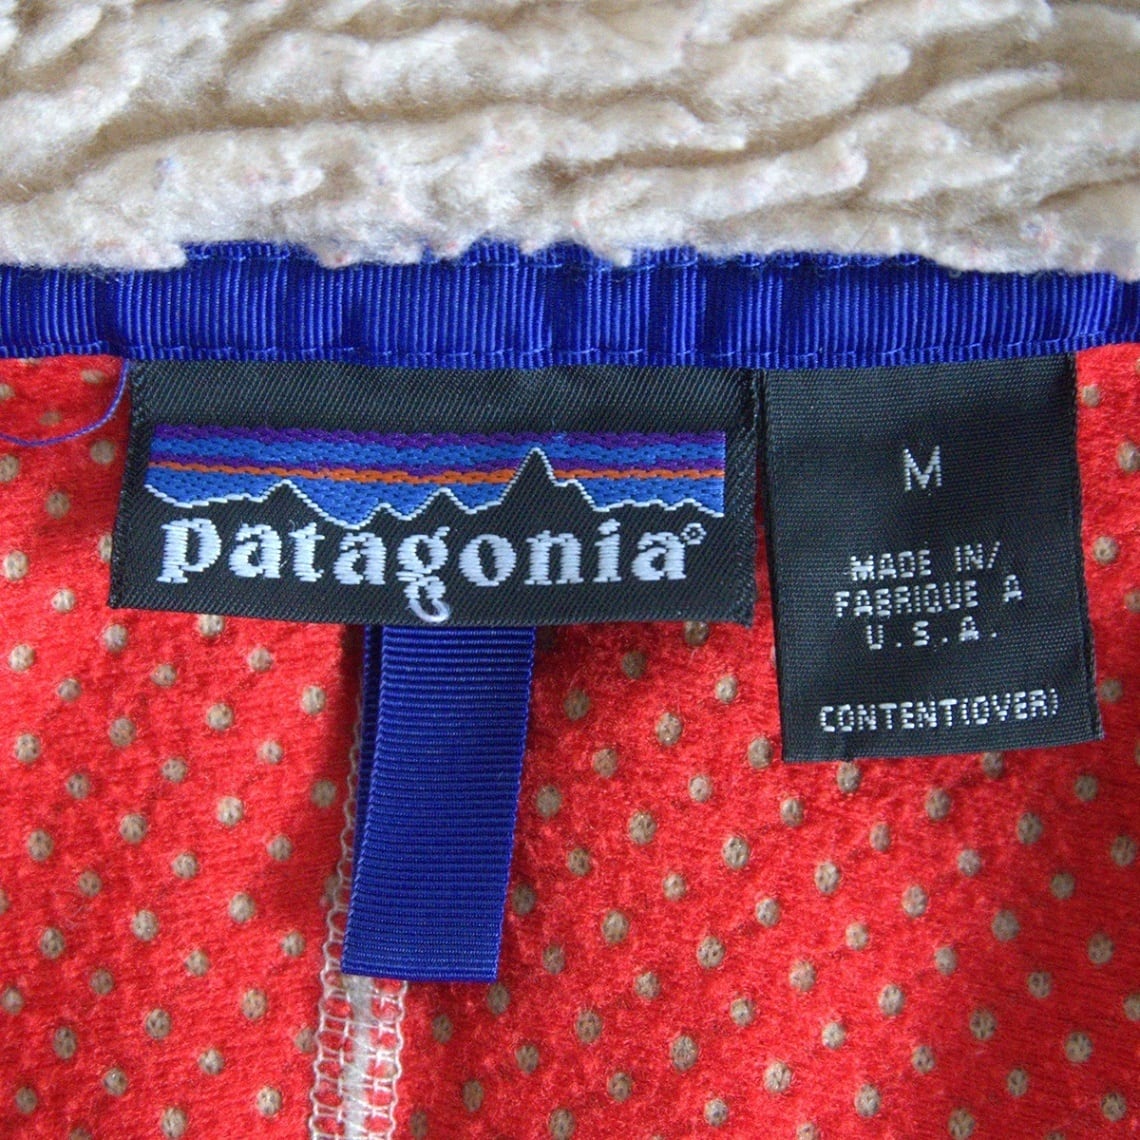 patagonia®
M
MADE IN/
FABRIQUE A
U.S.A.
CONTENT(OVER)